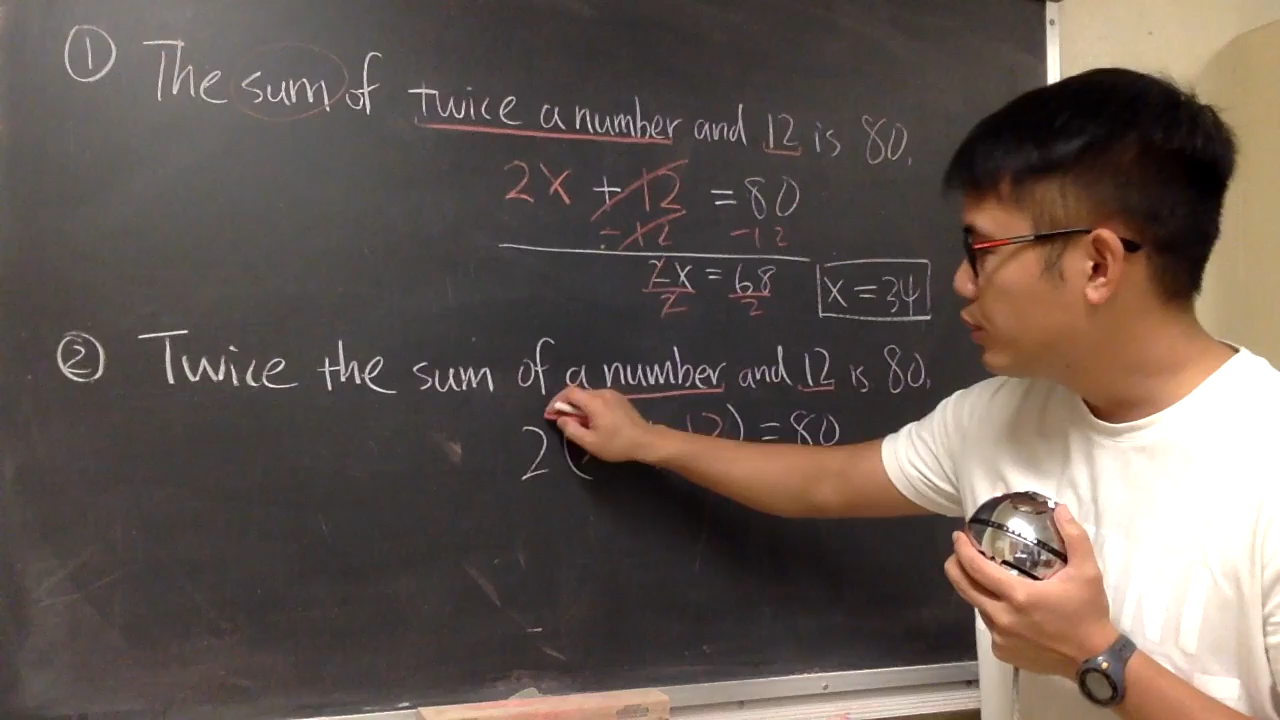 ① The sum of twice a number and 12 is 80.
2x + 12 = 80
- 12 -12
2x = 68
2 2
x = 34
② Twice the sum of a number and 12 is 80.
2( 12) = 80